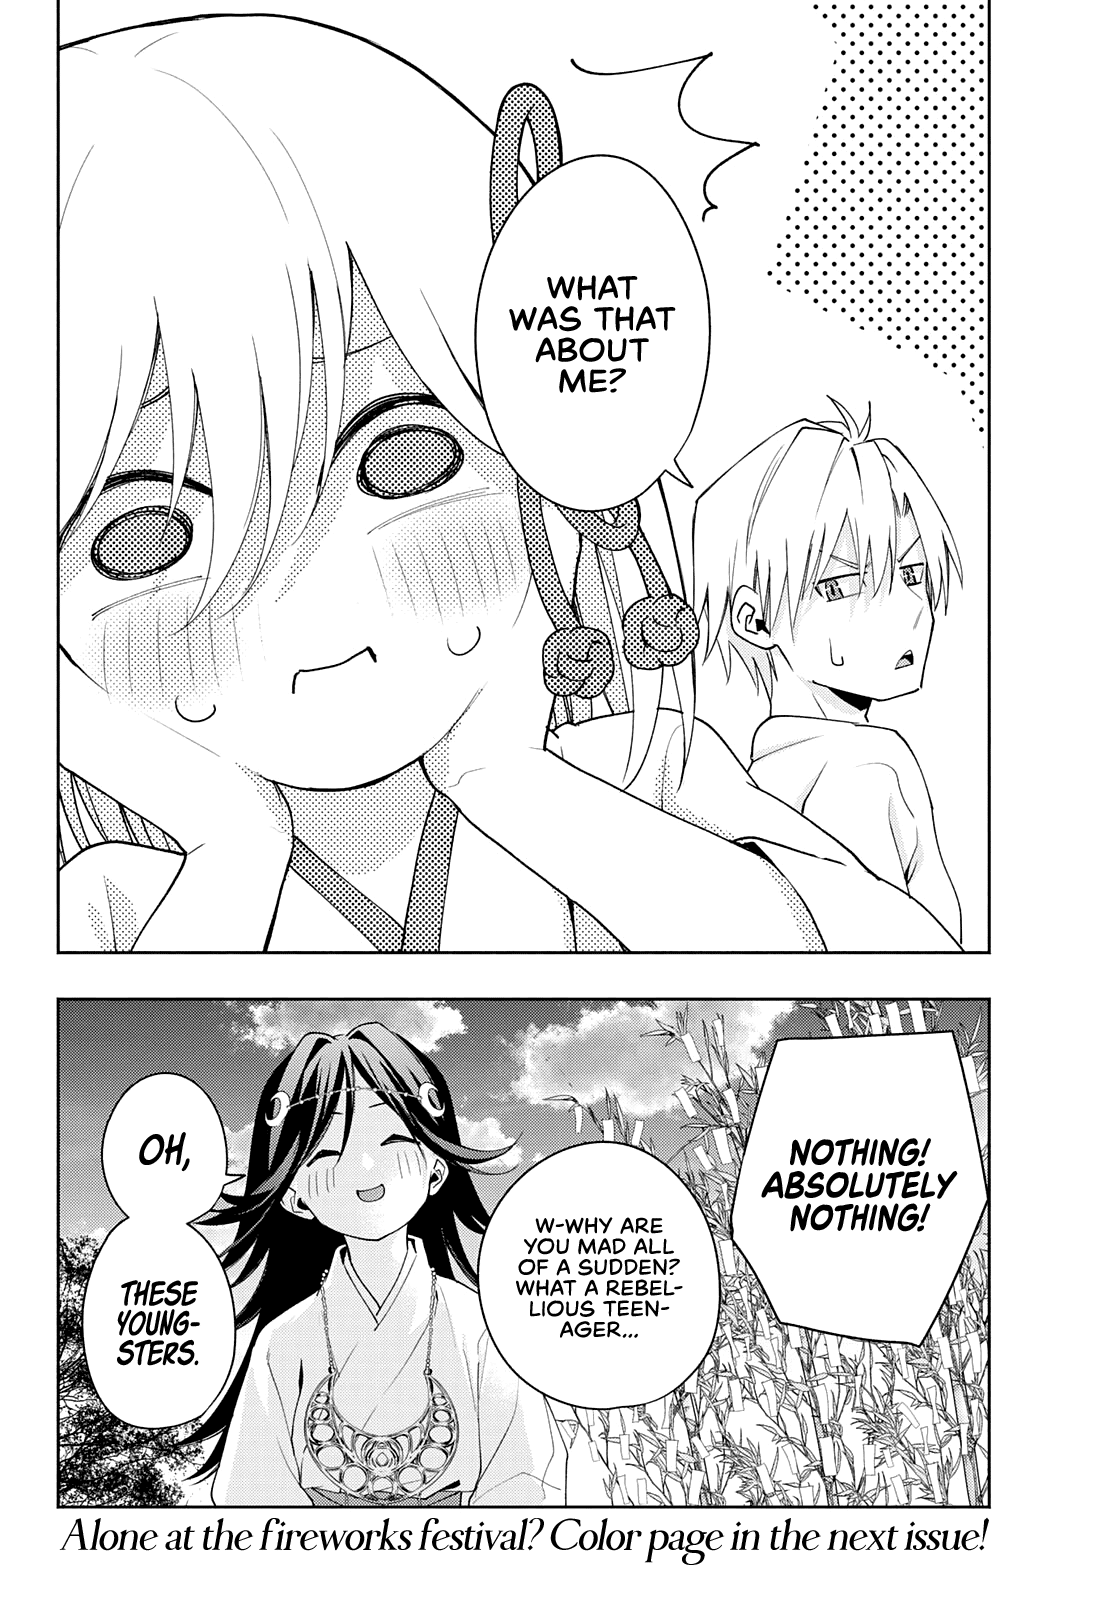 WHAT
WAS THAT
ABOUT
ME?
NOTHING!
ABSOLUTELY
NOTHING!
W-WHY ARE
YOU MAD ALL
OF A SUDDEN?
WHAT A REBEL-
LIOUS TEEN-
AGER...
OH,
THESE
YOUNG-
STERS.
Alone at the fireworks festival? Color page in the next issue!